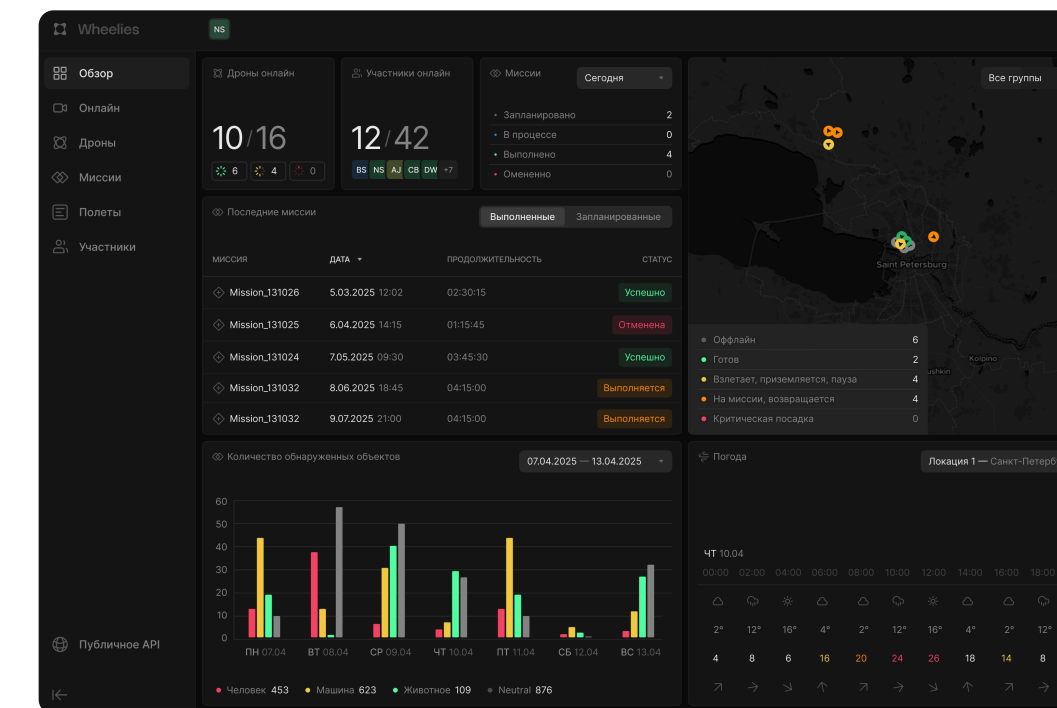 Wheelies
NS
Обзор
Онлайн
Дроны
Миссии
Полеты
Участники
Публичное API
Дроны онлайн
10/16
6 4 0
Участники онлайн
12/42
BS NS AJ CB DW +7
Миссии
Сегодня
Запланировано 2
В процессе 0
Выполнено 4
Омененно 0
Последние миссии
Выполненные Запланированные
МИССИЯ ДАТА ПРОДОЛЖИТЕЛЬНОСТЬ СТАТУС
Mission_131026 5.03.2025 12:02 02:30:15 Успешно
Mission_131025 6.04.2025 14:15 01:15:45 Отменена
Mission_131024 7.05.2025 09:30 03:45:30 Успешно
Mission_131032 8.06.2025 18:45 04:15:00 Выполняется
Mission_131032 9.07.2025 21:00 04:15:00 Выполняется
Все группы
Saint Petersburg
Kolpino
ushkin
Оффлайн 6
Готов 2
Взлетает, приземляется, пауза 4
На миссии, возвращается 4
Критическая посадка 0
Количество обнаруженных объектов
07.04.2025 — 13.04.2025
60
50
40
30
20
10
0
ПН 07.04 ВТ 08.04 СР 09.04 ЧТ 10.04 ПТ 11.04 СБ 12.04 ВС 13.04
Человек 453 Машина 623 Животное 109 Neutral 876
Погода
Локация 1 — Санкт-Петерб
ЧТ 10.04
00:00 02:00 04:00 06:00 08:00 10:00 12:00 14:00 16:00 18:00
2° 12° 16° 4° 2° 12° 16° 4° 2° 12°
4 8 6 16 20 24 26 18 14 8